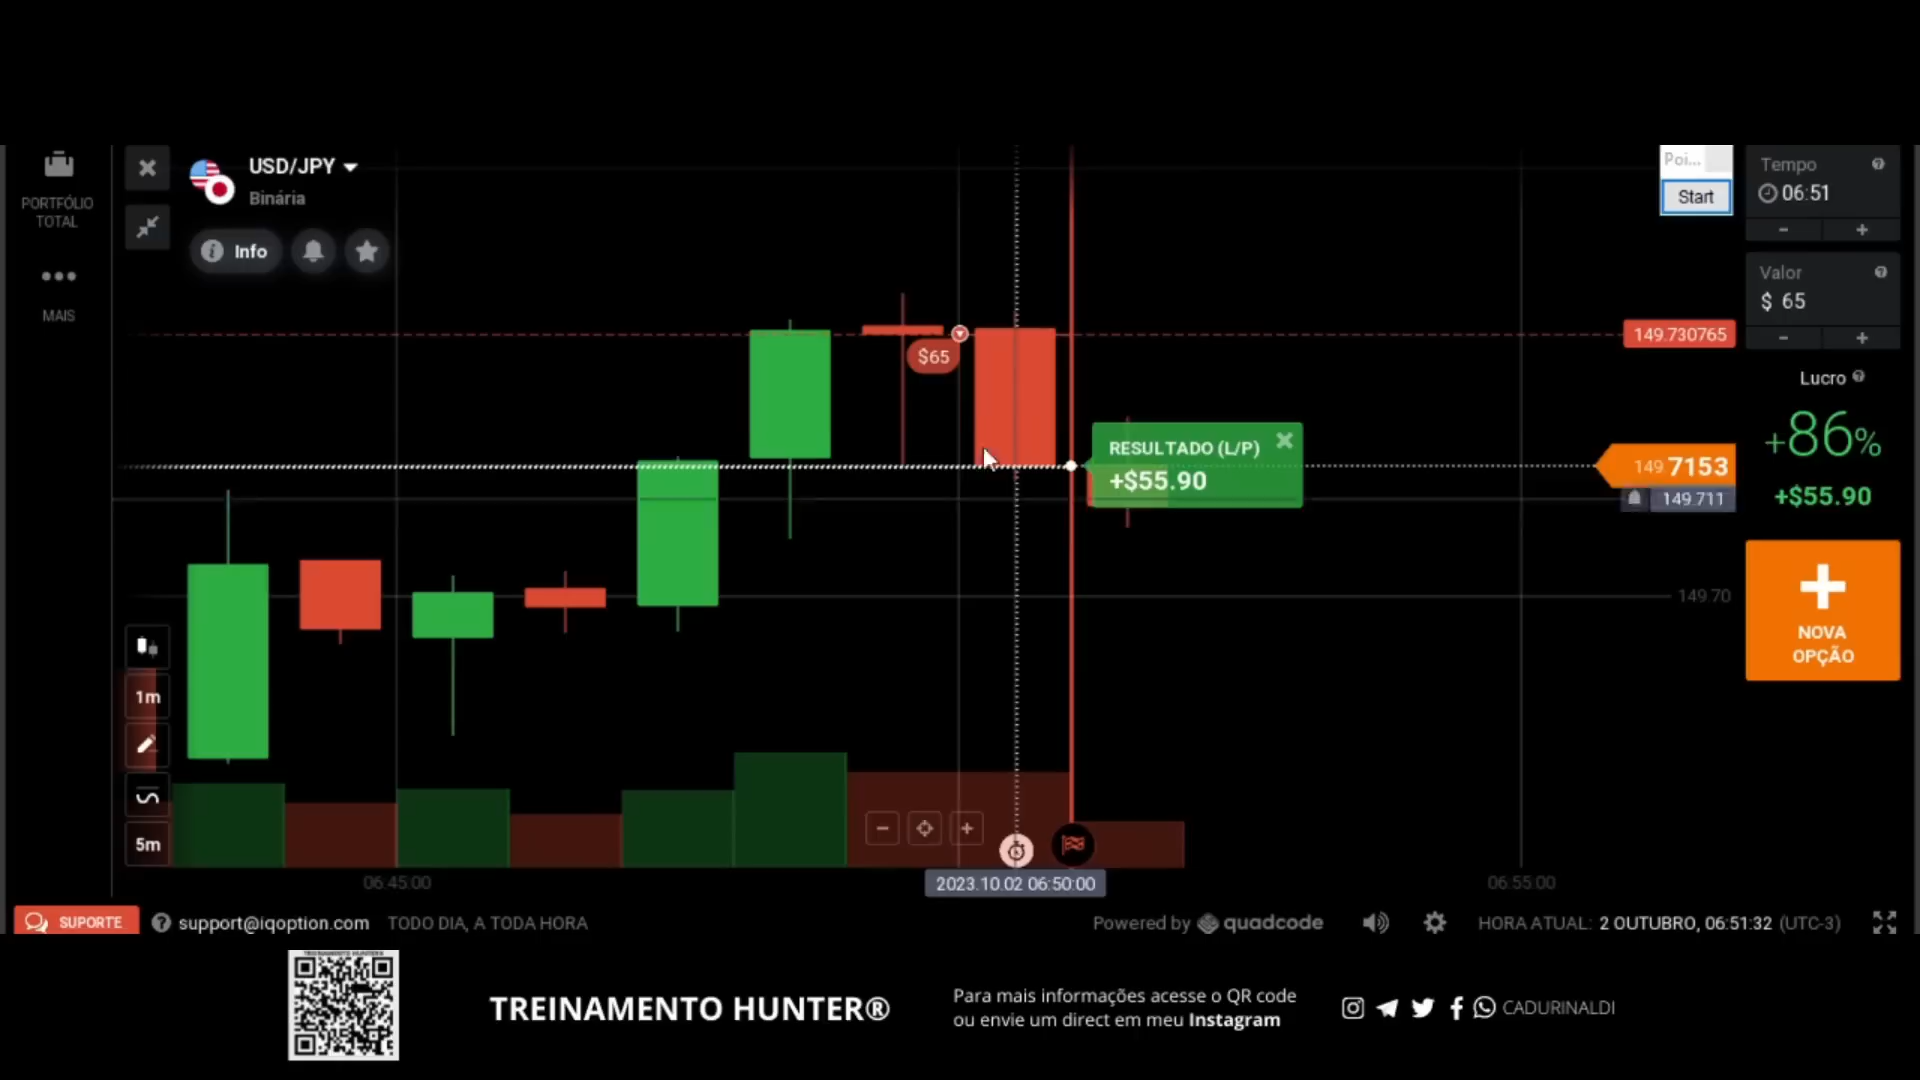 PORTFÓLIO
TOTAL
MAIS
USD/JPY
Binária
Info
Poi...
Start
Tempo
06:51
-
+
Valor
$ 65
-
+
Lucro
+86%
+$55.90
NOVA
OPÇÃO
149.730765
$65
RESULTADO (L/P)
+$55.90
149.7153
149.711
149.70
1m
5m
06:45:00
2023.10.02 06:50:00
06:55:00
SUPORTE
support@iqoption.com
TODO DIA, A TODA HORA
Powered by quadcode
HORA ATUAL: 2 OUTUBRO, 06:51:32 (UTC-3)
TREINAMENTO HUNTER®
Para mais informações acesse o QR code
ou envie um direct em meu Instagram
CADURINALDI